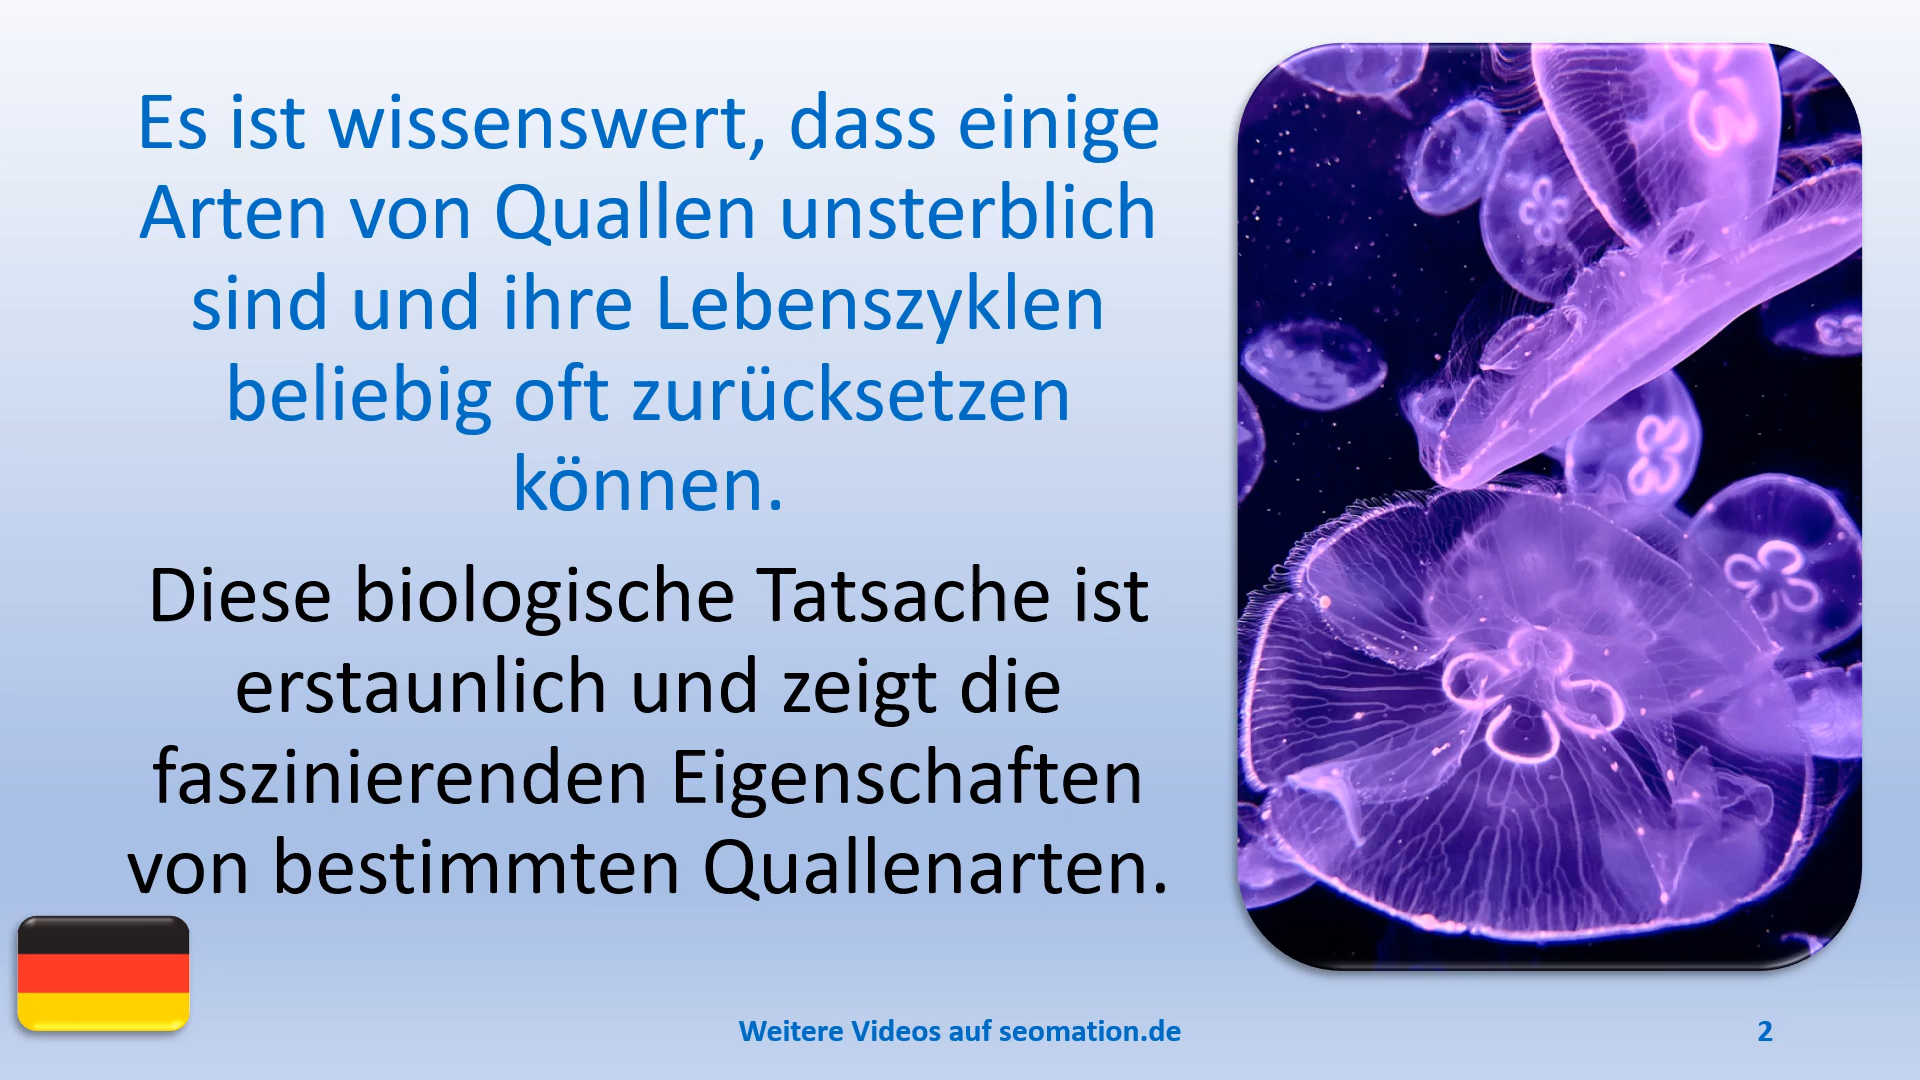 Es ist wissenswert, dass einige
Arten von Quallen unsterblich
sind und ihre Lebenszyklen
beliebig oft zurücksetzen
können.
Diese biologische Tatsache ist
erstaunlich und zeigt die
faszinierenden Eigenschaften
von bestimmten Quallenarten.
Weitere Videos auf seomation.de
2